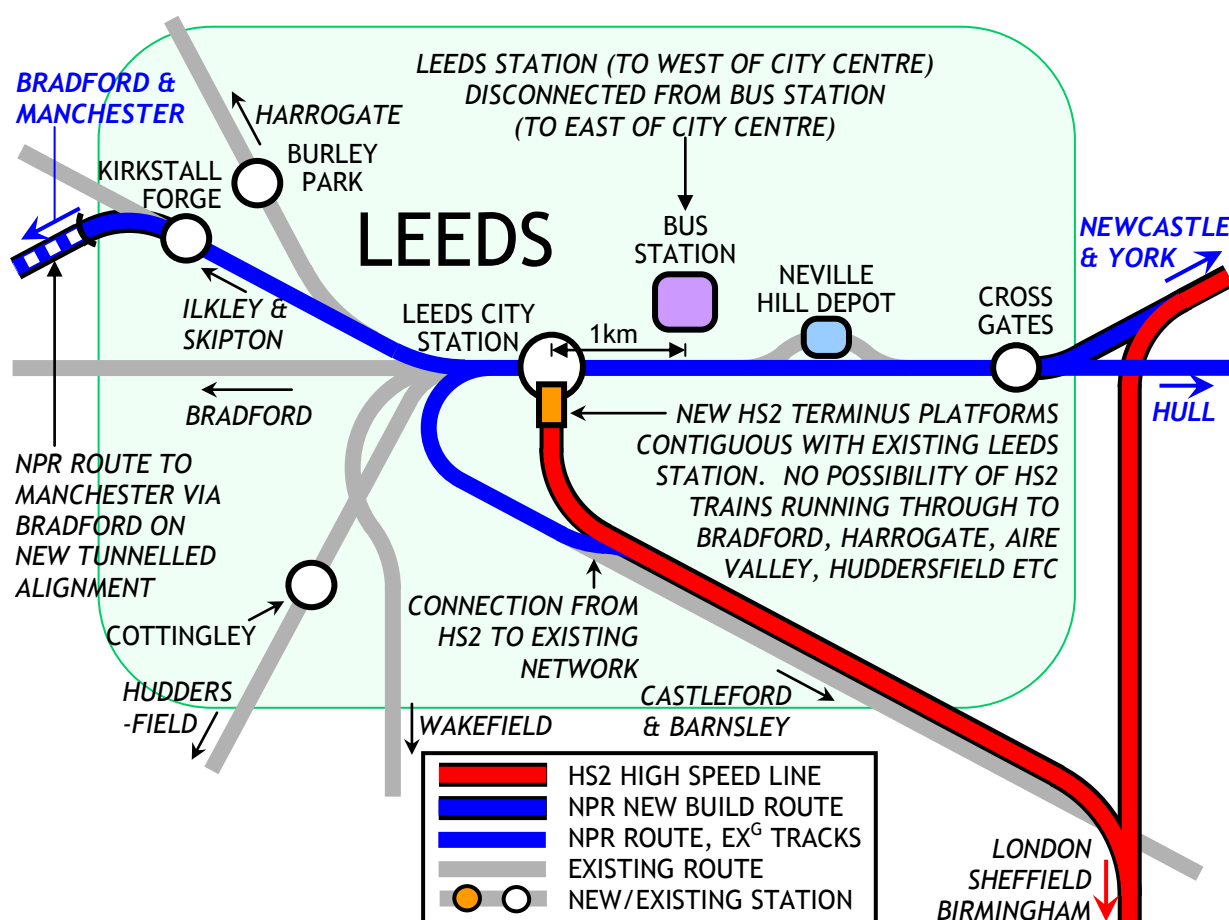 LEEDS STATION (TO WEST OF CITY CENTRE)
DISCONNECTED FROM BUS STATION
(TO EAST OF CITY CENTRE)
BRADFORD &
MANCHESTER
HARROGATE
KIRKSTALL
FORGE
BURLEY
PARK
LEEDS
BUS
STATION
NEWCASTLE
& YORK
NEVILLE
HILL DEPOT
CROSS
GATES
ILKLEY &
SKIPTON
LEEDS CITY
STATION
1km
BRADFORD
HULL
NEW HS2 TERMINUS PLATFORMS
CONTIGUOUS WITH EXISTING LEEDS
STATION. NO POSSIBILITY OF HS2
TRAINS RUNNING THROUGH TO
BRADFORD, HARROGATE, AIRE
VALLEY, HUDDERSFIELD ETC
NPR ROUTE TO
MANCHESTER VIA
BRADFORD ON
NEW TUNNELLED
ALIGNMENT
COTTINGLEY
CONNECTION FROM
HS2 TO EXISTING
NETWORK
HUDDERS
-FIELD
WAKEFIELD
CASTLEFORD
& BARNSLEY
HS2 HIGH SPEED LINE
NPR NEW BUILD ROUTE
NPR ROUTE, EXᴳ TRACKS
EXISTING ROUTE
NEW/EXISTING STATION
LONDON
SHEFFIELD
BIRMINGHAM